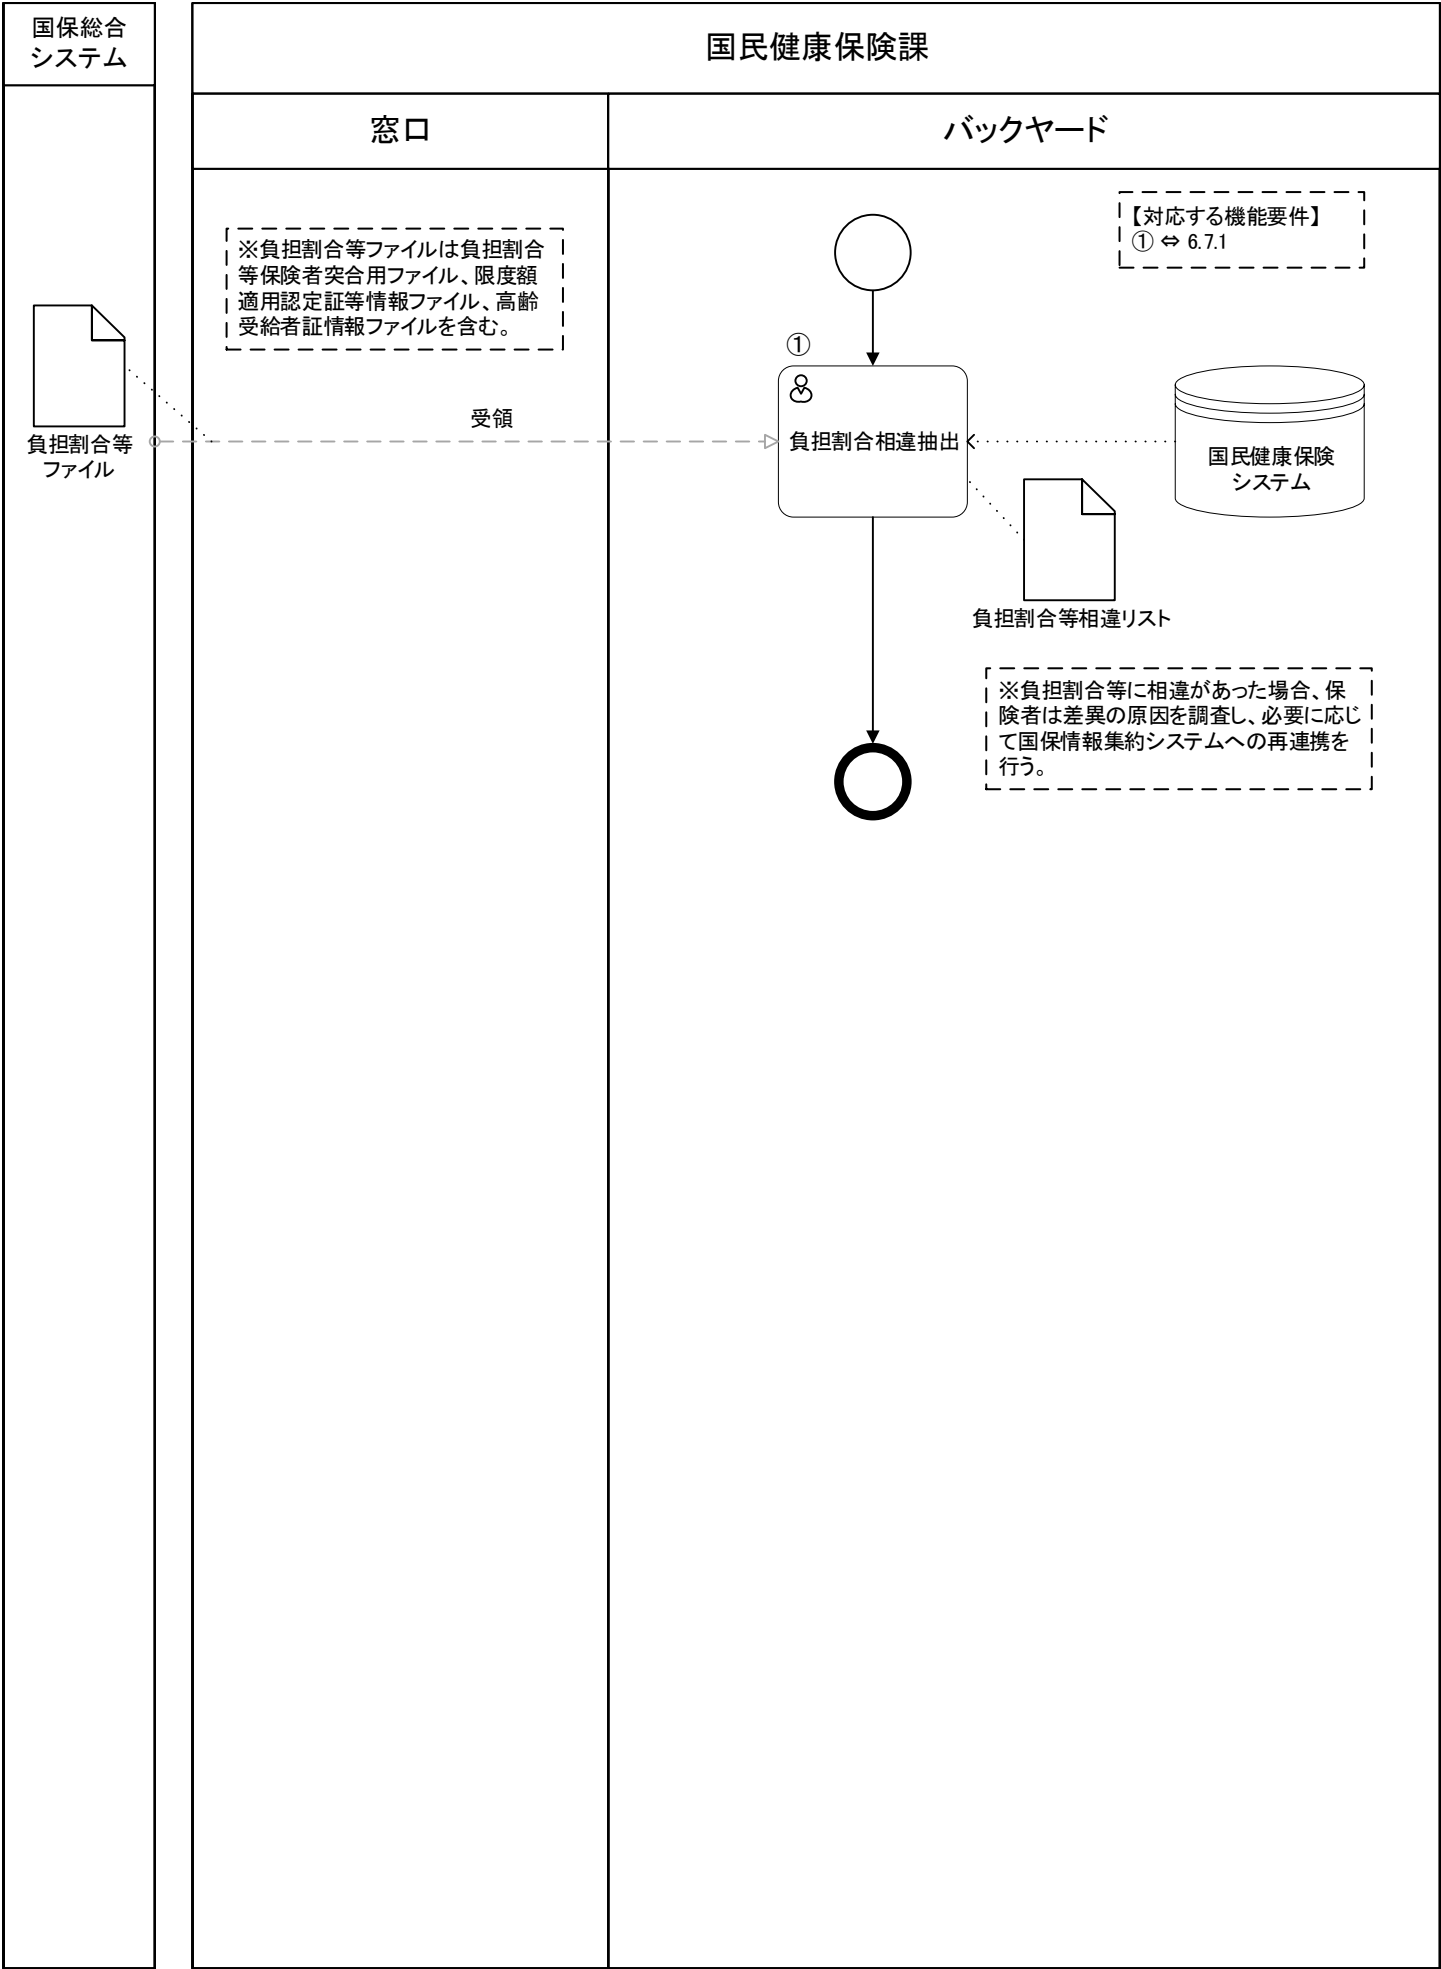 国保総合
システム
国民健康保険課
窓口
バックヤード
【対応する機能要件】
① ⇔ 6.7.1
※負担割合等ファイルは負担割合
等保険者突合用ファイル、限度額
適用認定証等情報ファイル、高齢
受給者証情報ファイルを含む。
①
受領
負担割合等
ファイル
負担割合相違抽出
国民健康保険
システム
負担割合等相違リスト
※負担割合等に相違があった場合、保
険者は差異の原因を調査し、必要に応じ
て国保情報集約システムへの再連携を
行う。